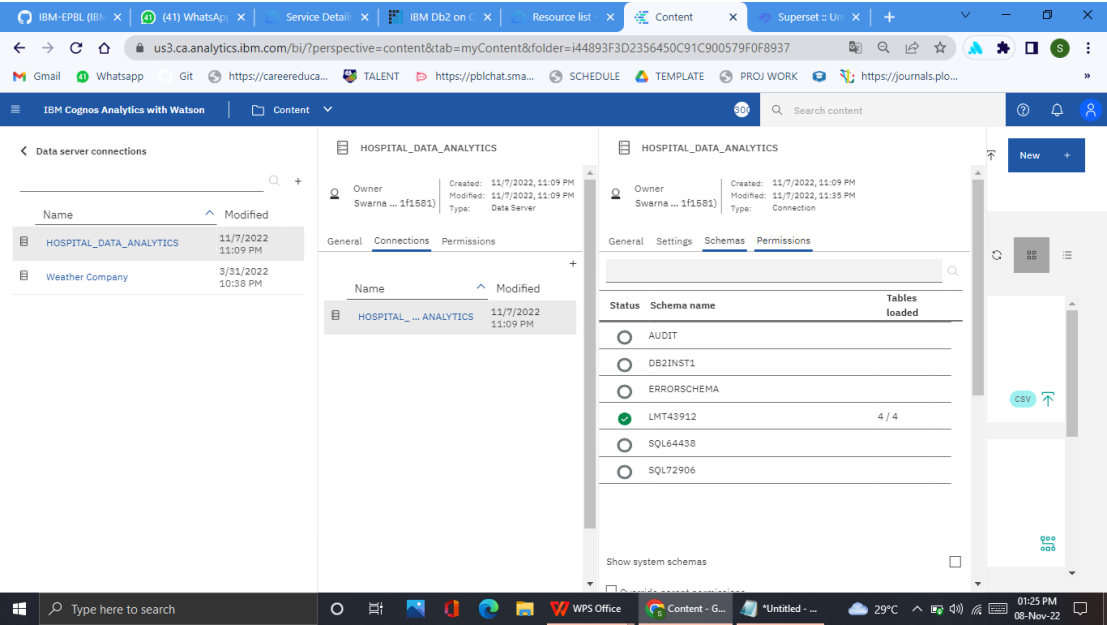 IBM-EPBL (IBM
(41) WhatsApp
Service Details
IBM Db2 on C
Resource list -
Content
Superset :: Un
us3.ca.analytics.ibm.com/bi/?perspective=content&tab=myContent&folder=i44893F3D2356450C91C900579F0F8937
S
Gmail
Whatsapp
Git
https://careereduca...
TALENT
https://pblchat.sma...
SCHEDULE
TEMPLATE
PROJ WORK
https://journals.plo...
»
IBM Cognos Analytics with Watson
Content
Search content
Data server connections
Name
Modified
HOSPITAL_DATA_ANALYTICS
11/7/2022
11:09 PM
Weather Company
3/31/2022
10:38 PM
HOSPITAL_DATA_ANALYTICS
Owner
Swarna ... 1f1581)
Created: 11/7/2022, 11:09 PM
Modified: 11/7/2022, 11:09 PM
Type: Data Server
General Connections Permissions
Name
Modified
HOSPITAL_ ... ANALYTICS
11/7/2022
11:09 PM
HOSPITAL_DATA_ANALYTICS
Owner
Swarna ... 1f1581)
Created: 11/7/2022, 11:09 PM
Modified: 11/7/2022, 11:35 PM
Type: Connection
General Settings Schemas Permissions
Status Schema name Tables
loaded
AUDIT
DB2INST1
ERRORSCHEMA
LMT43912 4 / 4
SQL64438
SQL72906
Show system schemas
Override parent permissions
New +
CSV
Type here to search
WPS Office
Content - G...
*Untitled - ...
29°C
01:25 PM
08-Nov-22